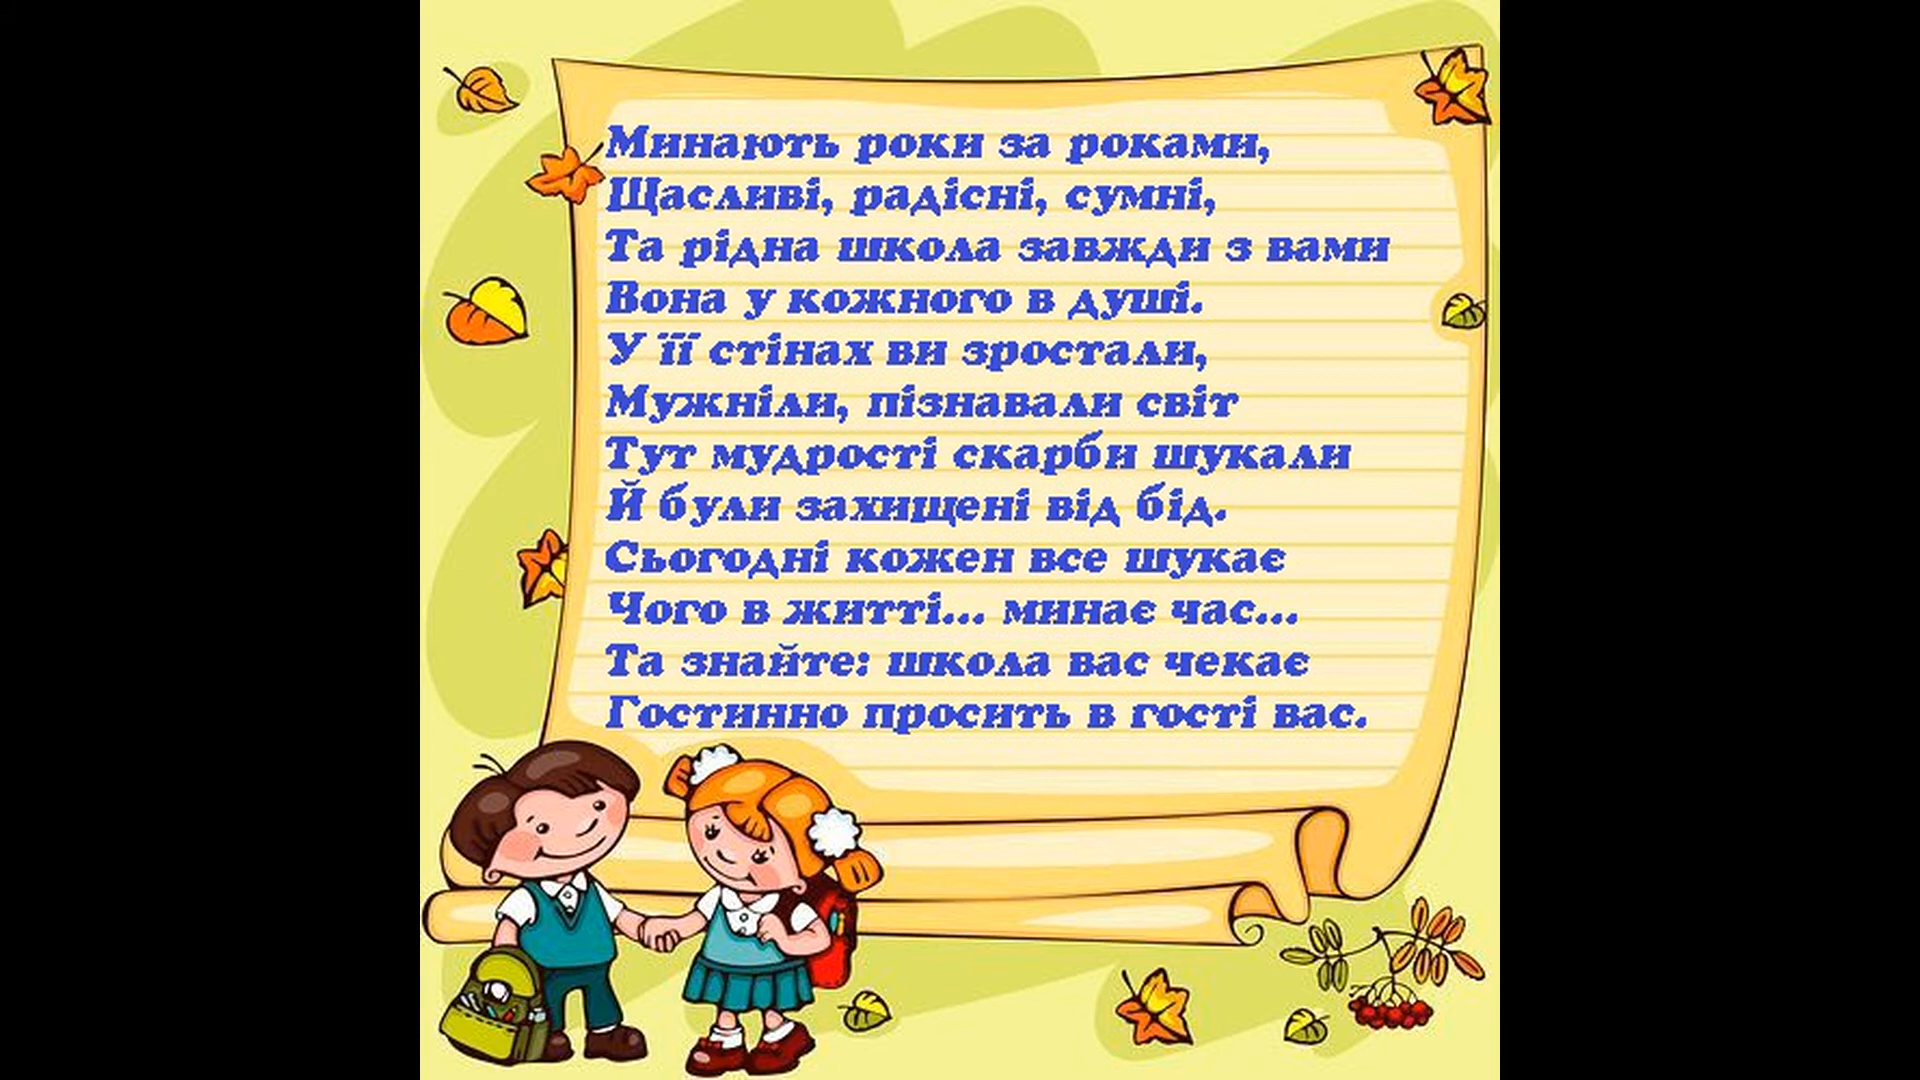 Минають роки за роками,
Щасливі, радісні, сумні,
Та рідна школа завжди з вами
Вона у кожного в душі.
У її стінах ви зростали,
Мужніли, пізнавали світ
Тут мудрості скарби шукали
Й були захищені від бід.
Сьогодні кожен все шукає
Чого в житті... минає час...
Та знайте: школа вас чекає
Гостинно просить в гості вас.